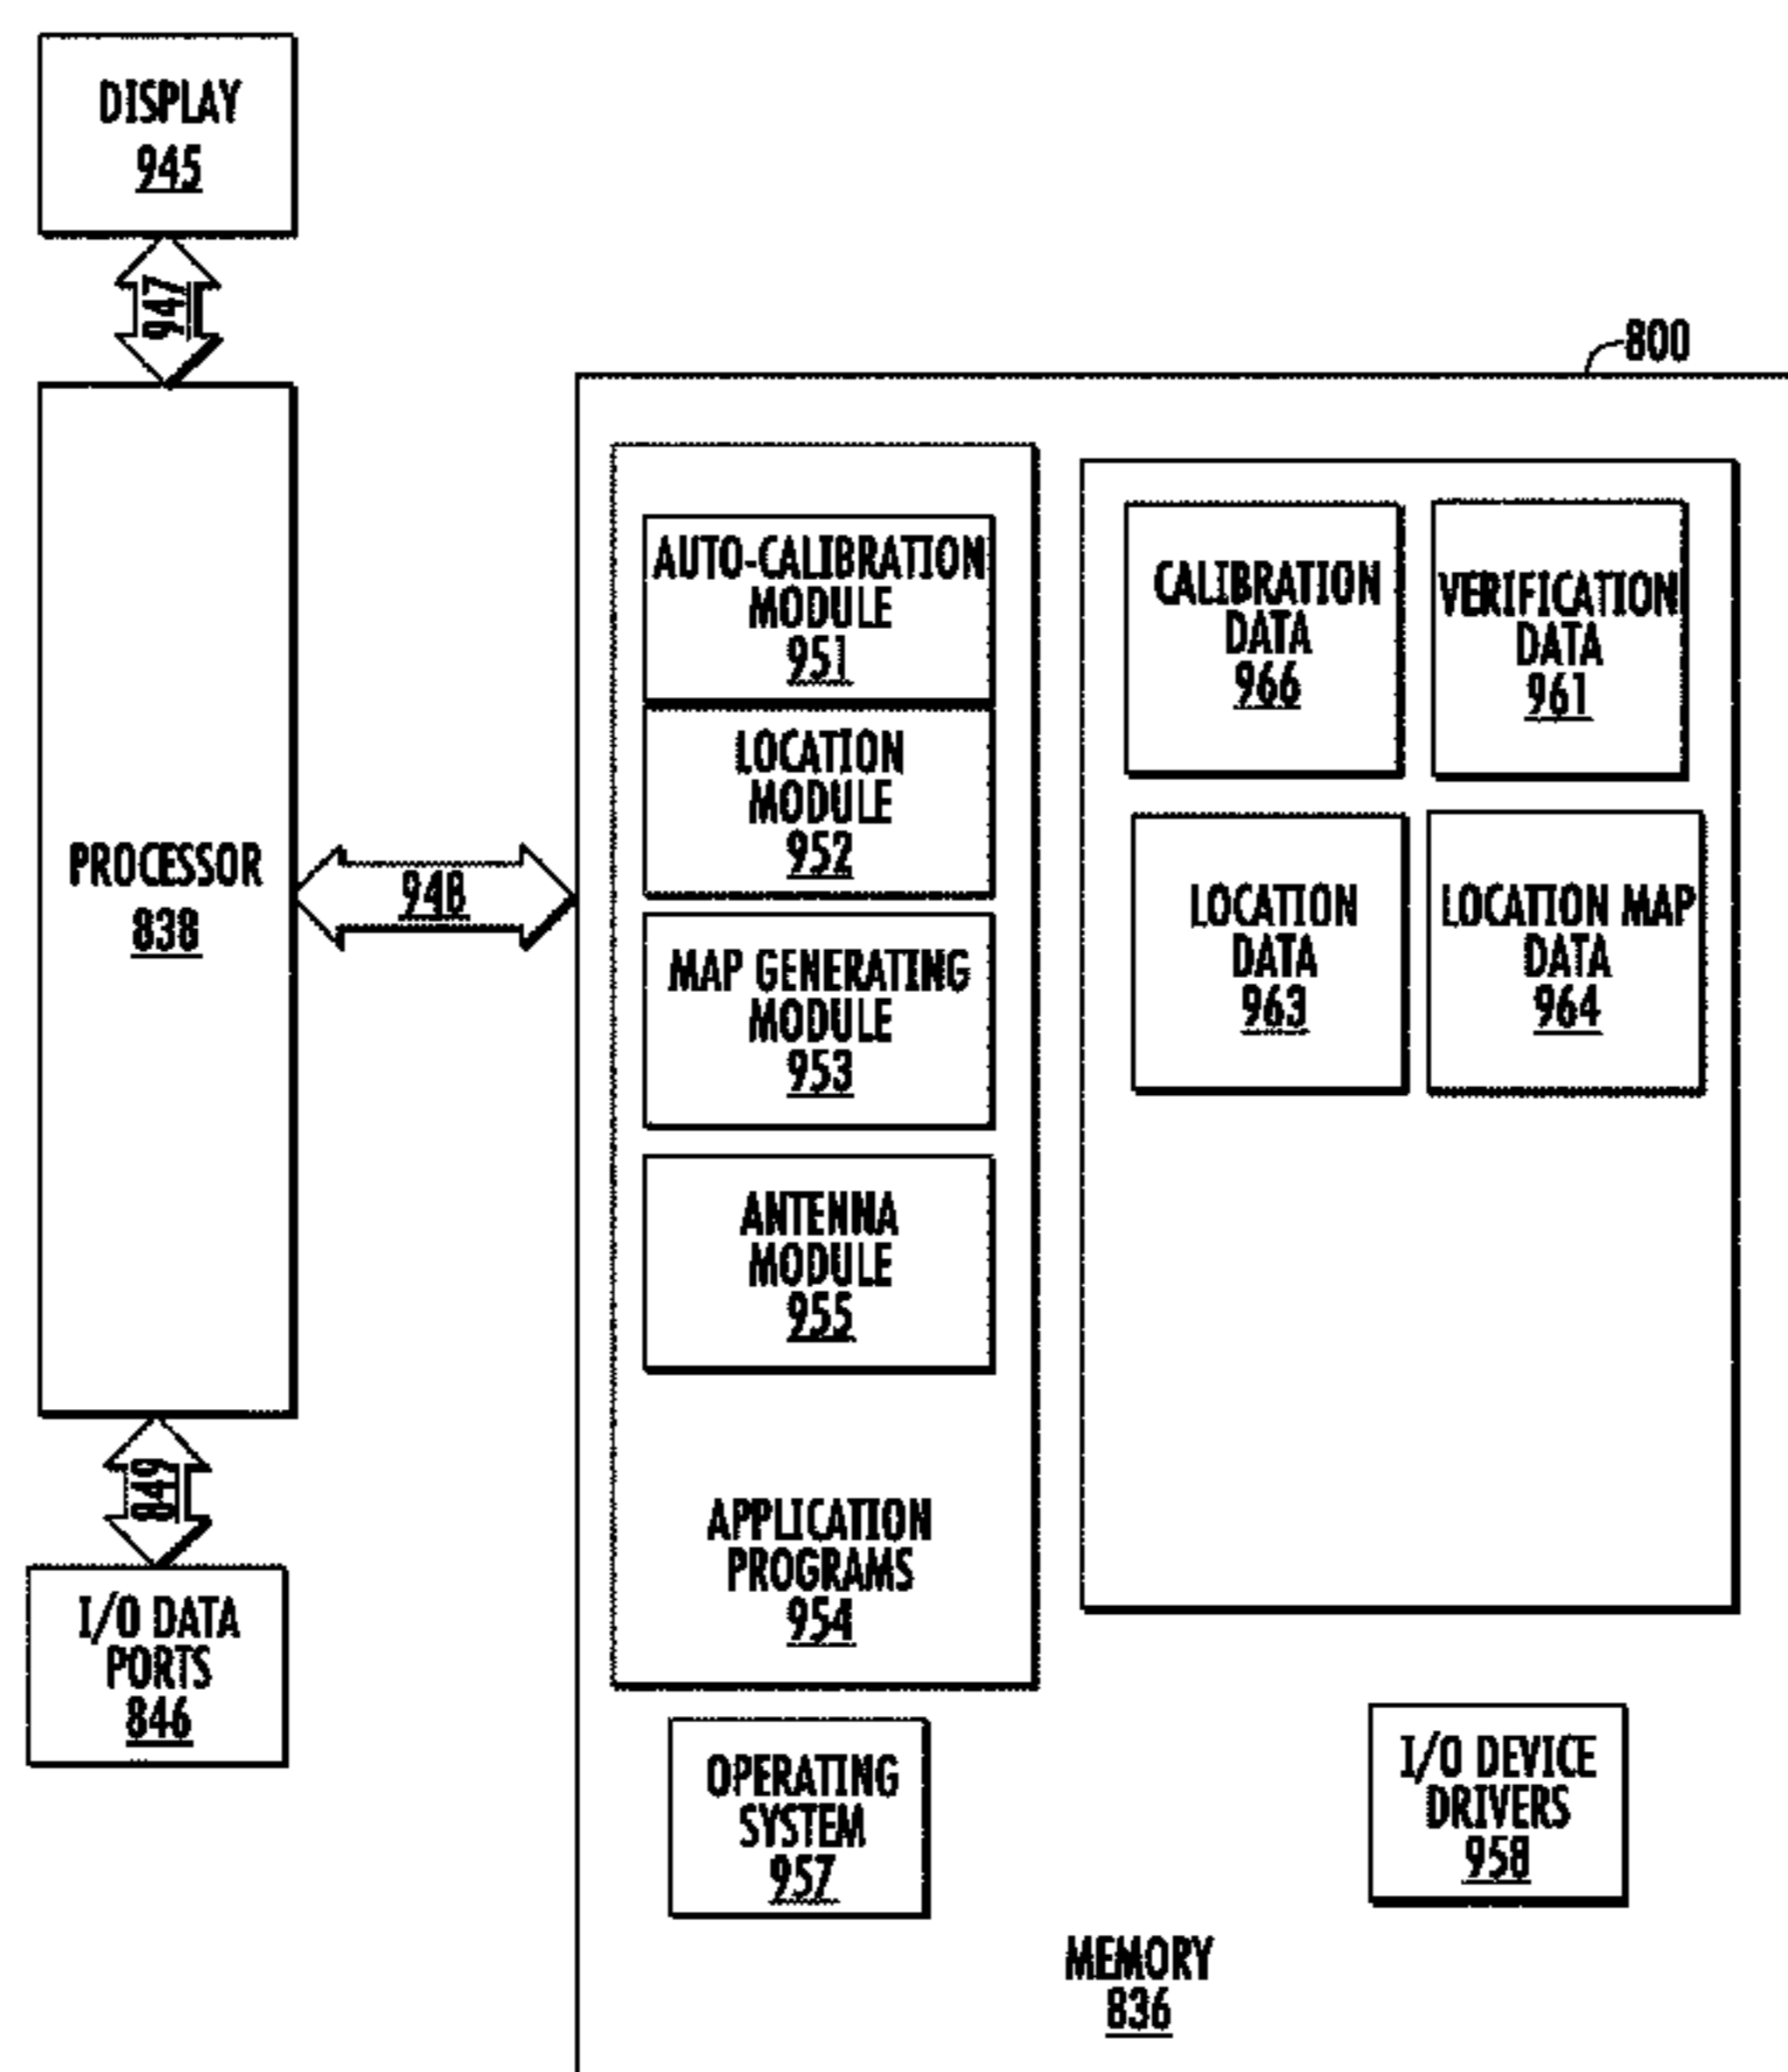 DISPLAY
945
947
800
PROCESSOR
838
948
849
I/O DATA
PORTS
846
AUTO-CALIBRATION
MODULE
951
LOCATION
MODULE
952
MAP GENERATING
MODULE
953
ANTENNA
MODULE
955
APPLICATION
PROGRAMS
954
CALIBRATION
DATA
966
VERIFICATION
DATA
961
LOCATION
DATA
963
LOCATION MAP
DATA
964
OPERATING
SYSTEM
957
I/O DEVICE
DRIVERS
958
MEMORY
836